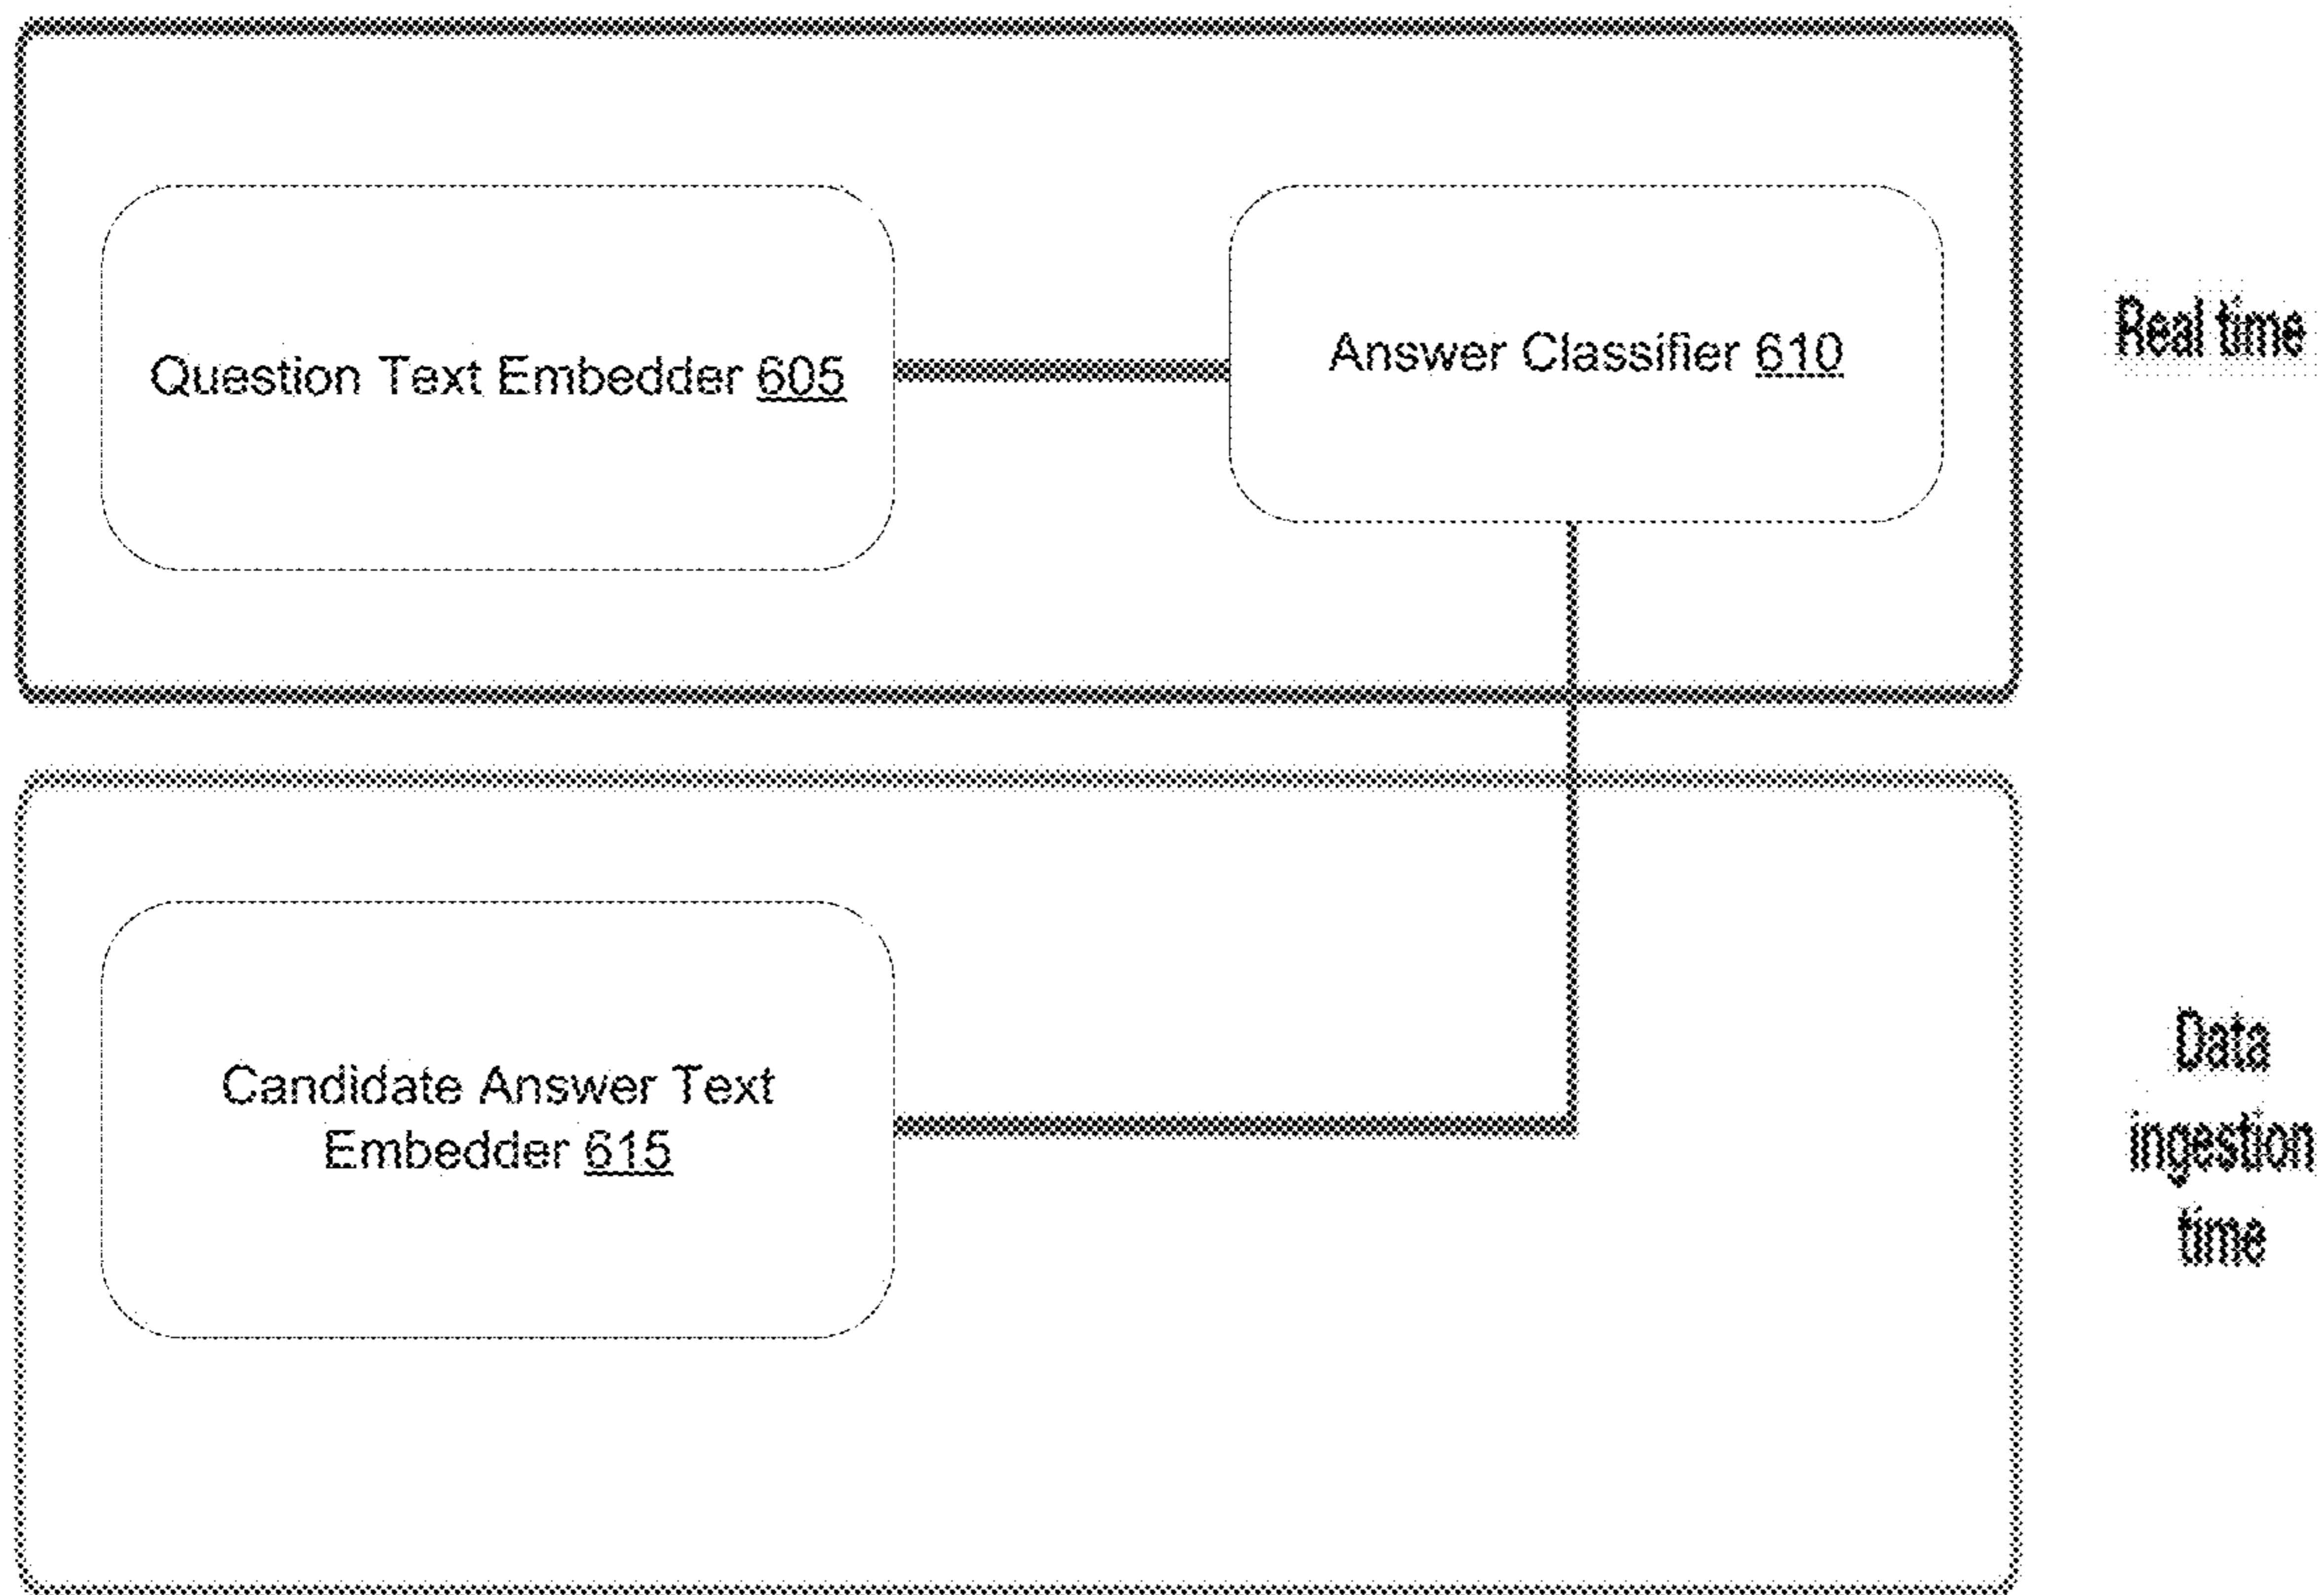 Question Text Embedder 605
Answer Classifier 610
Real time
Candidate Answer Text
Embedder 615
Data
ingestion
time